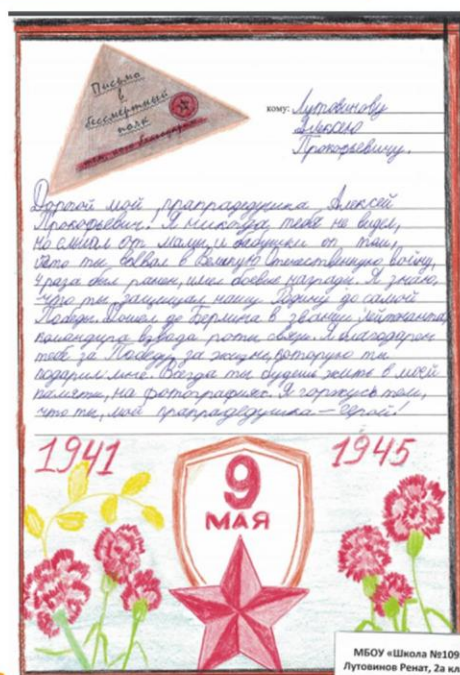 Письмо
в
бессмертный
полк
кому: Лутовинову
Алексею
Прокофьевичу.
Дорогой мой прапрадедушка Алексей
Прокофьевич! Я никогда тебя не видел,
но слышал от мамы и бабушки от том,
что ты воевал в Великую Отечественную войну,
раза был ранен, имел боевые награды. Я знаю,
что ты защищал нашу Родину до самой
Победы. Дошел до Берлина в звании лейтенанта,
командира взвода роты связи. Я благодарен
тебе за Победу, за жизнь, которую ты
подарил мне. Всегда ты будешь жить в моей
памяти, на фотографиях. Я горжусь тем,
что ты, мой прапрадедушка – герой!
1941
1945
9
МАЯ
МБОУ «Школа №109
Лутовинов Ренат, 2а кл